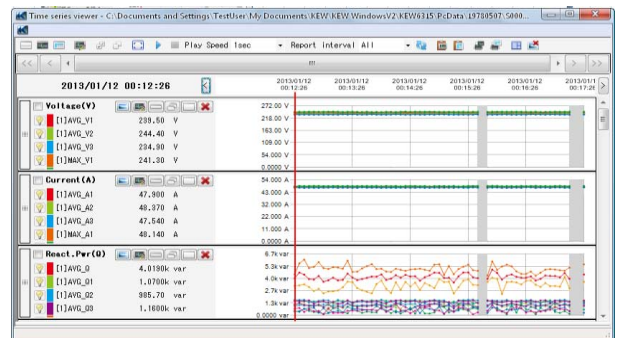 Time series viewer - C:\Documents and Settings\TestUser\My Documents\KEW\KEW WindowsV2\KEW6315\PcData\19780507\S000...
Play Speed 1sec Report Interval All
<< < > >>
2013/01/12 00:12:26 < 2013/01/12 2013/01/12 2013/01/12 2013/01/12 2013/01/12 2013/01/1 >
00:12:26 00:13:26 00:14:26 00:15:26 00:16:26 00:17:26
Voltage(V) 272.00 V
[1]AVG_V1 239.50 V 218.00 V
[1]AVG_V2 244.40 V 163.00 V
[1]AVG_V3 234.90 V 109.00 V
[1]MAX_V1 241.30 V 54.000 V
0.0000 V
Current(A) 54.000 A
[1]AVG_A1 47.900 A 43.000 A
[1]AVG_A2 48.370 A 32.000 A
[1]AVG_A3 47.540 A 22.000 A
[1]MAX_A1 48.140 A 11.000 A
0.0000 A
React.Pwr(Q) 6.7k var
[1]AVG_Q 4.0190k var 5.3k var
[1]AVG_Q1 1.0700k var 4.0k var
[1]AVG_Q2 985.70 var 2.7k var
[1]AVG_Q3 1.1600k var 1.3k var
0.0000 var